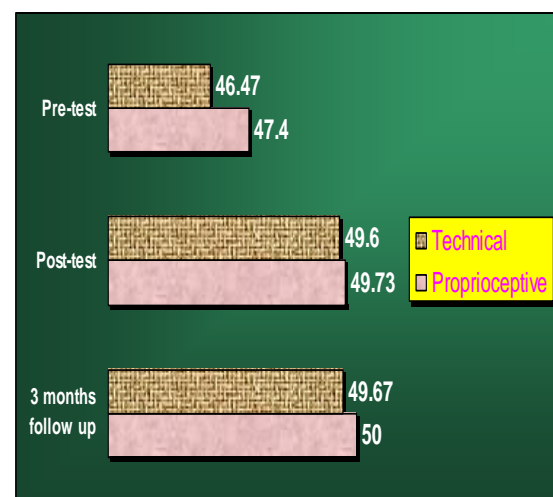 Pre-test
46.47
47.4
Post-test
49.6
49.73
Technical
Proprioceptive
3 months
follow up
49.67
50